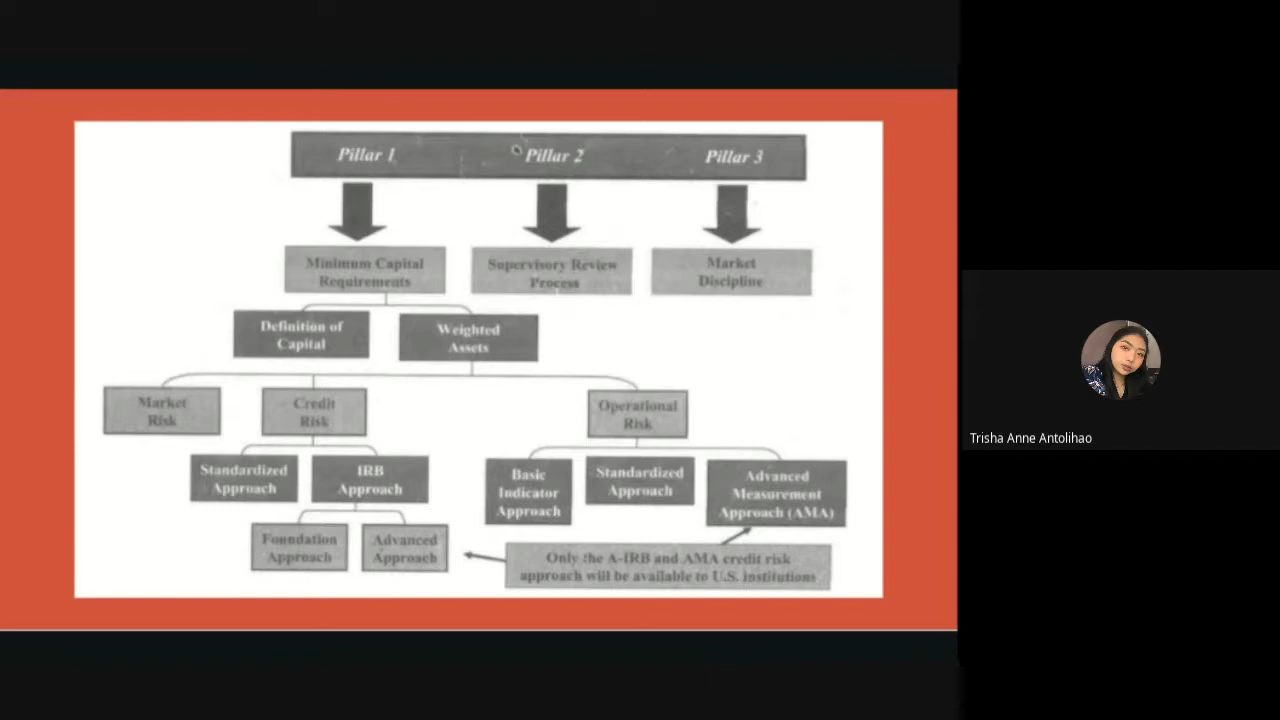 Pillar 1
Pillar 2
Pillar 3
Minimum Capital
Requirements
Supervisory Review
Process
Market
Discipline
Definition of
Capital
Weighted
Assets
Market
Risk
Credit
Risk
Operational
Risk
Standardized
Approach
IRB
Approach
Basic
Indicator
Approach
Standardized
Approach
Advanced
Measurement
Approach (AMA)
Foundation
Approach
Advanced
Approach
Only the A-IRB and AMA credit risk
approach will be available to U.S. institutions
Trisha Anne Antolihao